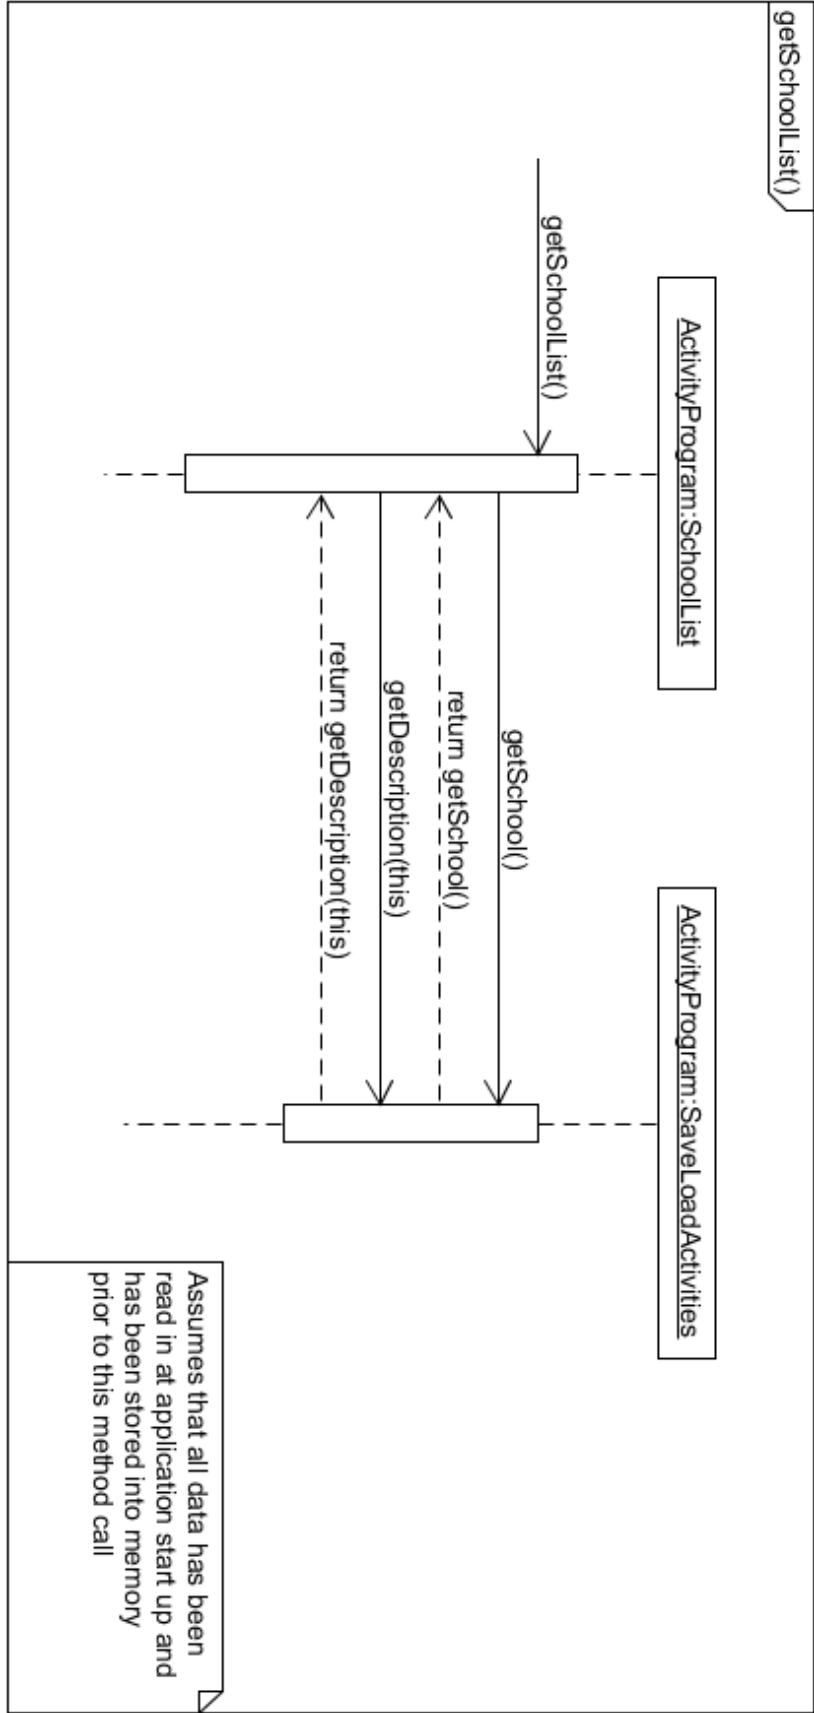 getSchoolList()
ActivityProgram:SchoolList
ActivityProgram:SaveLoadActivities
getSchoolList()
getSchool()
return getSchool()
getDescription(this)
return getDescription(this)
Assumes that all data has been
read in at application start up and
has been stored into memory
prior to this method call